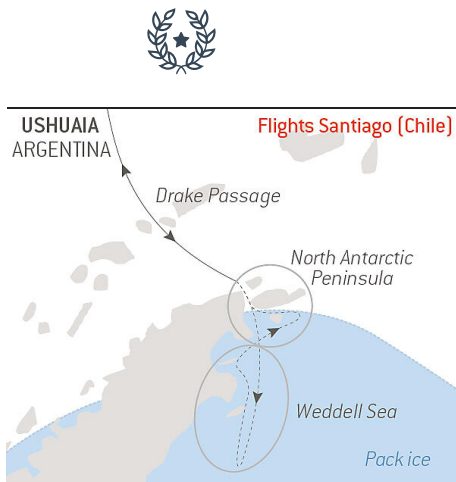 USHUAIA
ARGENTINA
Flights Santiago (Chile)
Drake Passage
North Antarctic
Peninsula
Weddell Sea
Pack ice